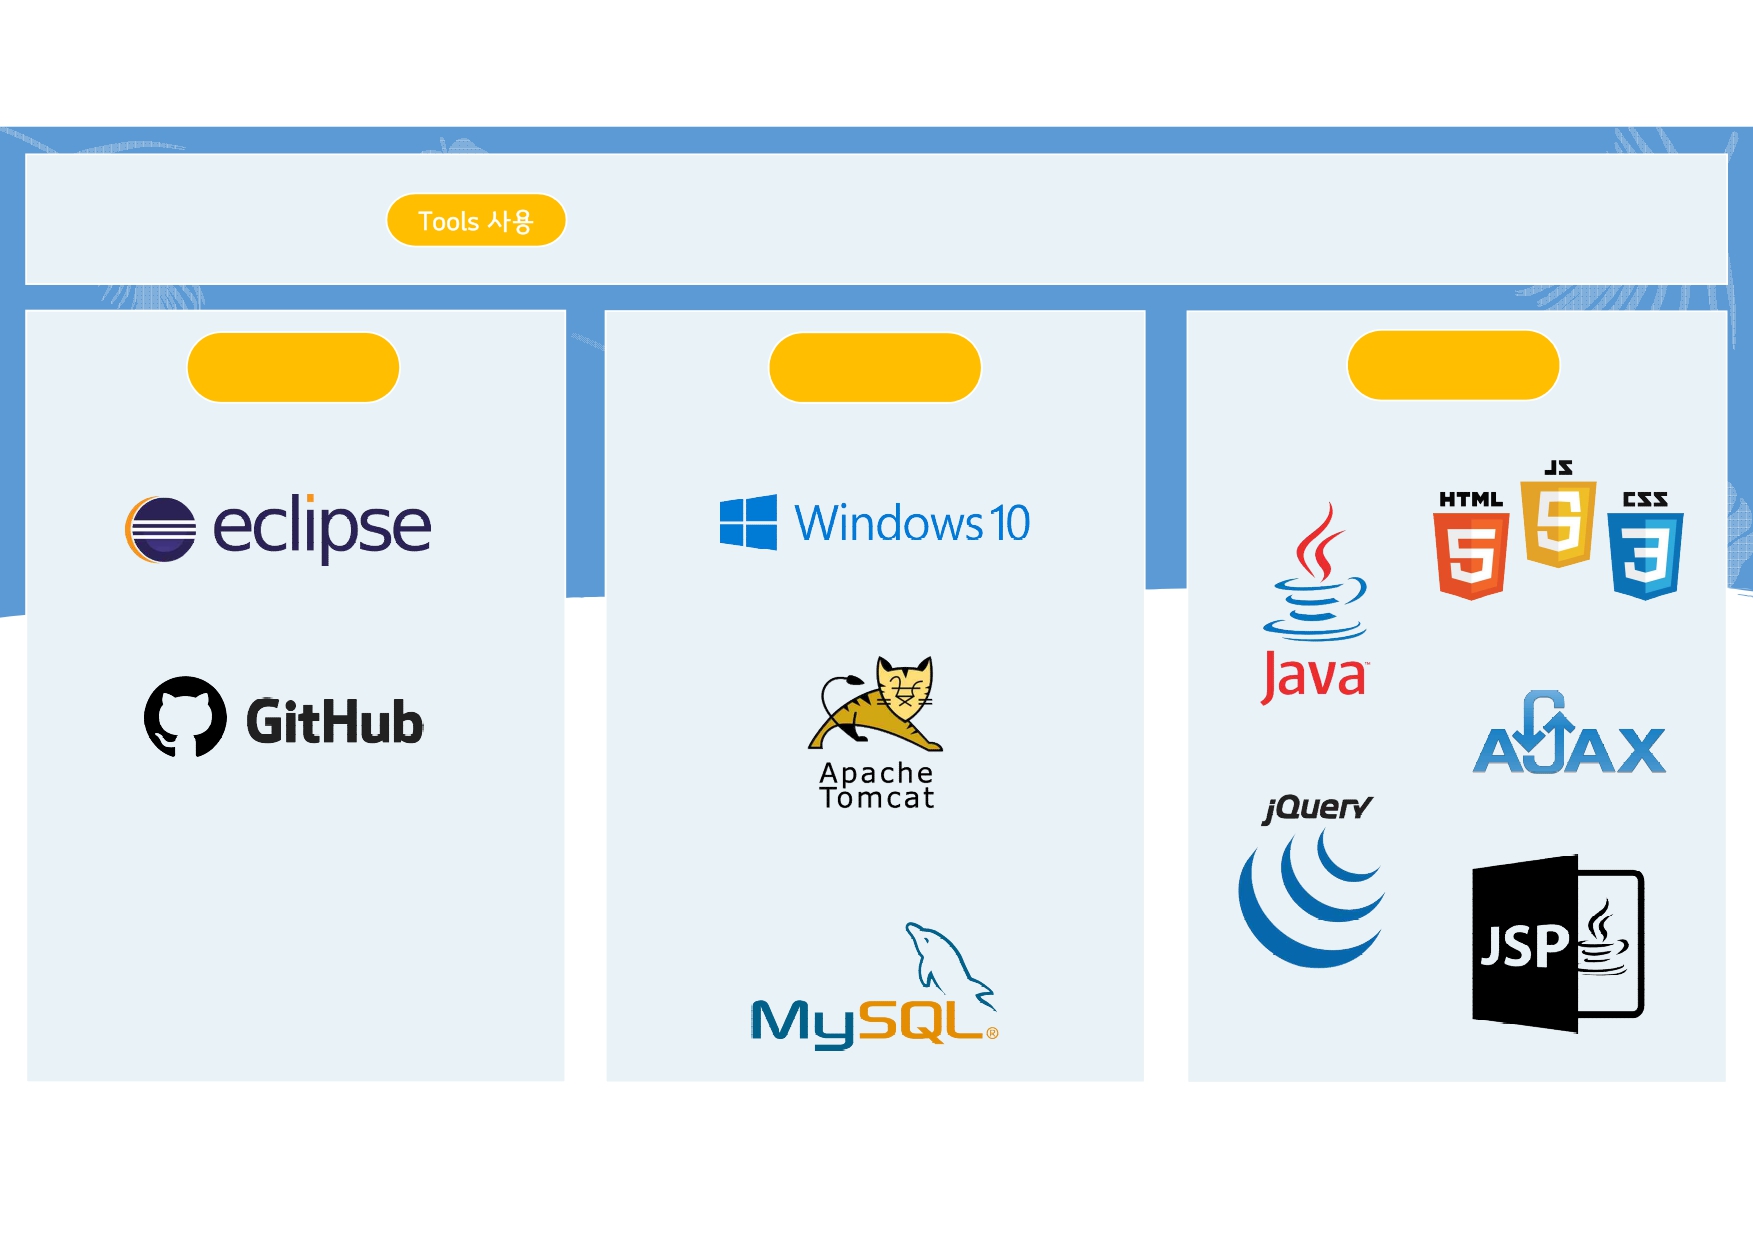 Tools 사용
eclipse
GitHub
Windows 10
Apache
Tomcat
MySQL®
JS
HTML
CSS
5
5
3
Java™
AJAX
jQuery
JSP